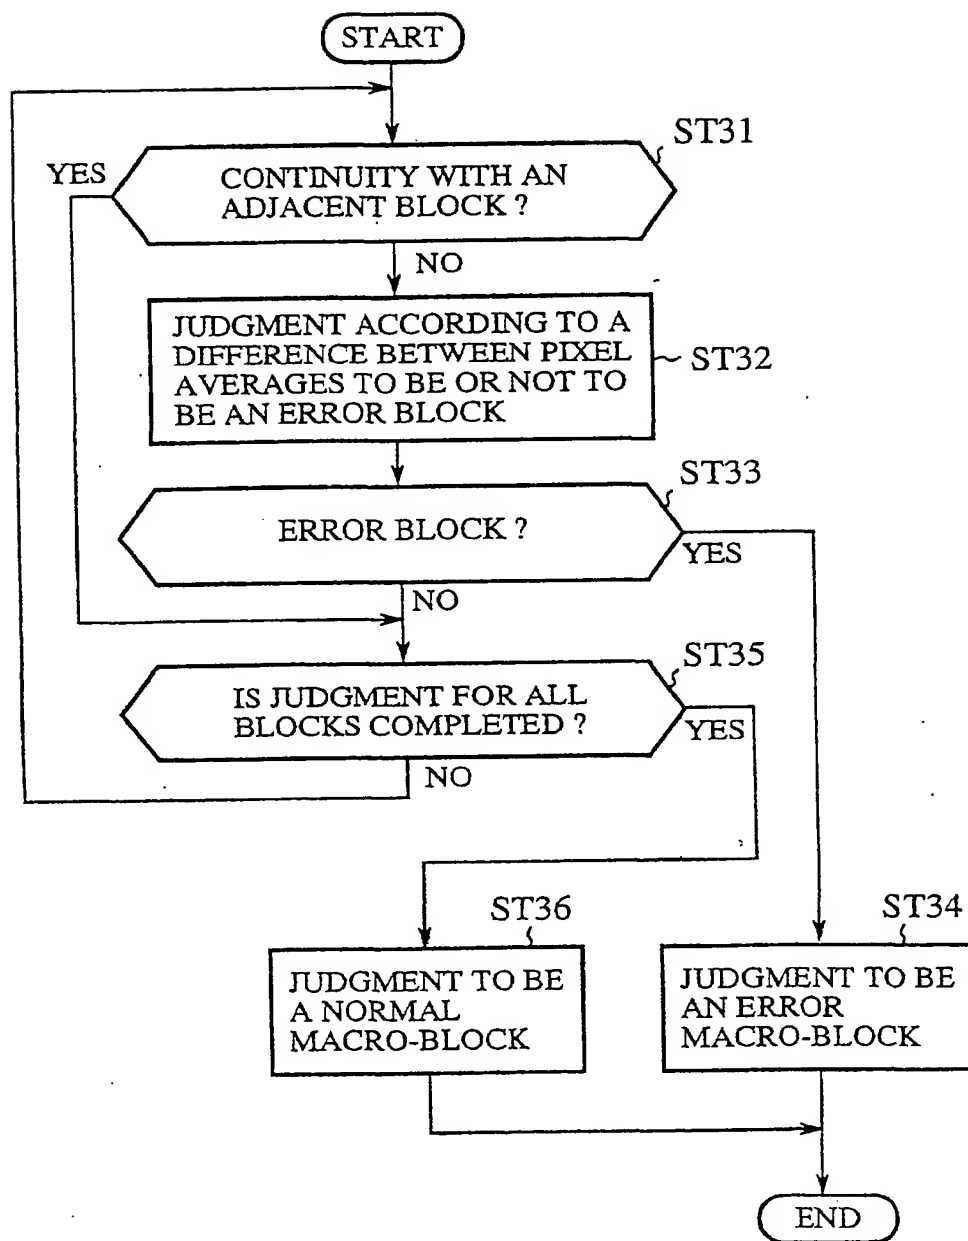 START
ST31
YES
CONTINUITY WITH AN
ADJACENT BLOCK ?
NO
JUDGMENT ACCORDING TO A
DIFFERENCE BETWEEN PIXEL
AVERAGES TO BE OR NOT TO
BE AN ERROR BLOCK
ST32
ST33
ERROR BLOCK ?
YES
NO
ST35
IS JUDGMENT FOR ALL
BLOCKS COMPLETED ?
YES
NO
ST36
JUDGMENT TO BE
A NORMAL
MACRO-BLOCK
ST34
JUDGMENT TO BE
AN ERROR
MACRO-BLOCK
END